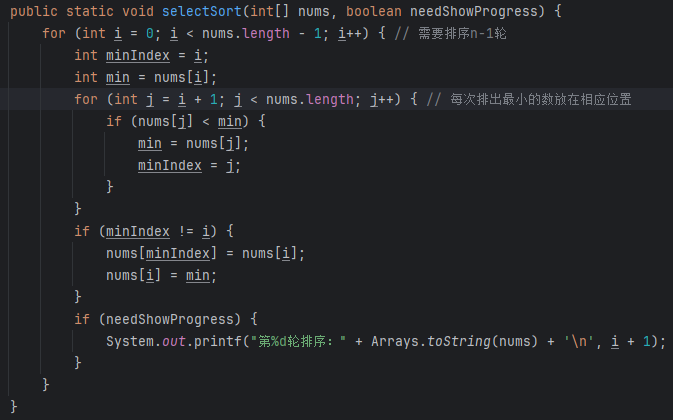 public static void selectSort(int[] nums, boolean needShowProgress) {
    for (int i = 0; i < nums.length - 1; i++) { // 需要排序n-1轮
        int minIndex = i;
        int min = nums[i];
        for (int j = i + 1; j < nums.length; j++) { // 每次排出最小的数放在相应位置
            if (nums[j] < min) {
                min = nums[j];
                minIndex = j;
            }
        }
        if (minIndex != i) {
            nums[minIndex] = nums[i];
            nums[i] = min;
        }
        if (needShowProgress) {
            System.out.printf("第%d轮排序：" + Arrays.toString(nums) + '\n', i + 1);
        }
    }
}